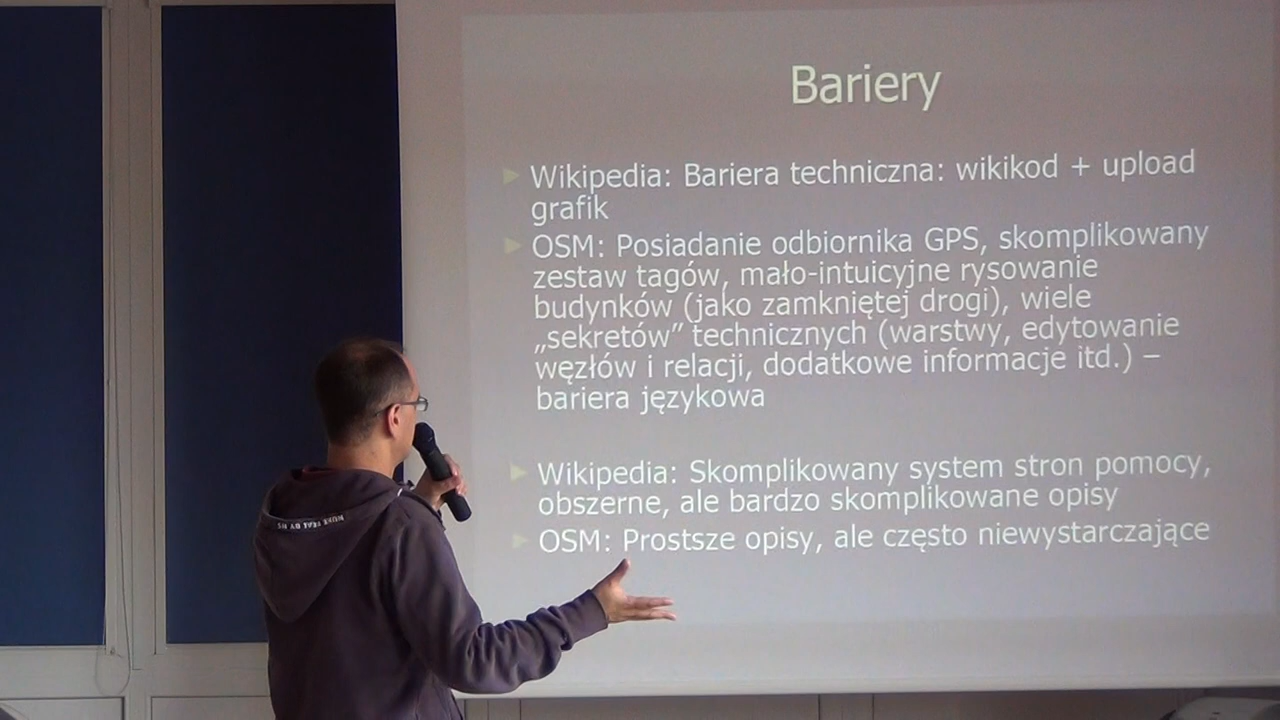 Bariery
Wikipedia: Bariera techniczna: wikikod + upload
grafik
OSM: Posiadanie odbiornika GPS, skomplikowany
zestaw tagów, mało-intuicyjne rysowanie
budynków (jako zamkniętej drogi), wiele
„sekretów” technicznych (warstwy, edytowanie
węzłów i relacji, dodatkowe informacje itd.) –
bariera językowa
Wikipedia: Skomplikowany system stron pomocy,
obszerne, ale bardzo skomplikowane opisy
OSM: Prostsze opisy, ale często niewystarczające